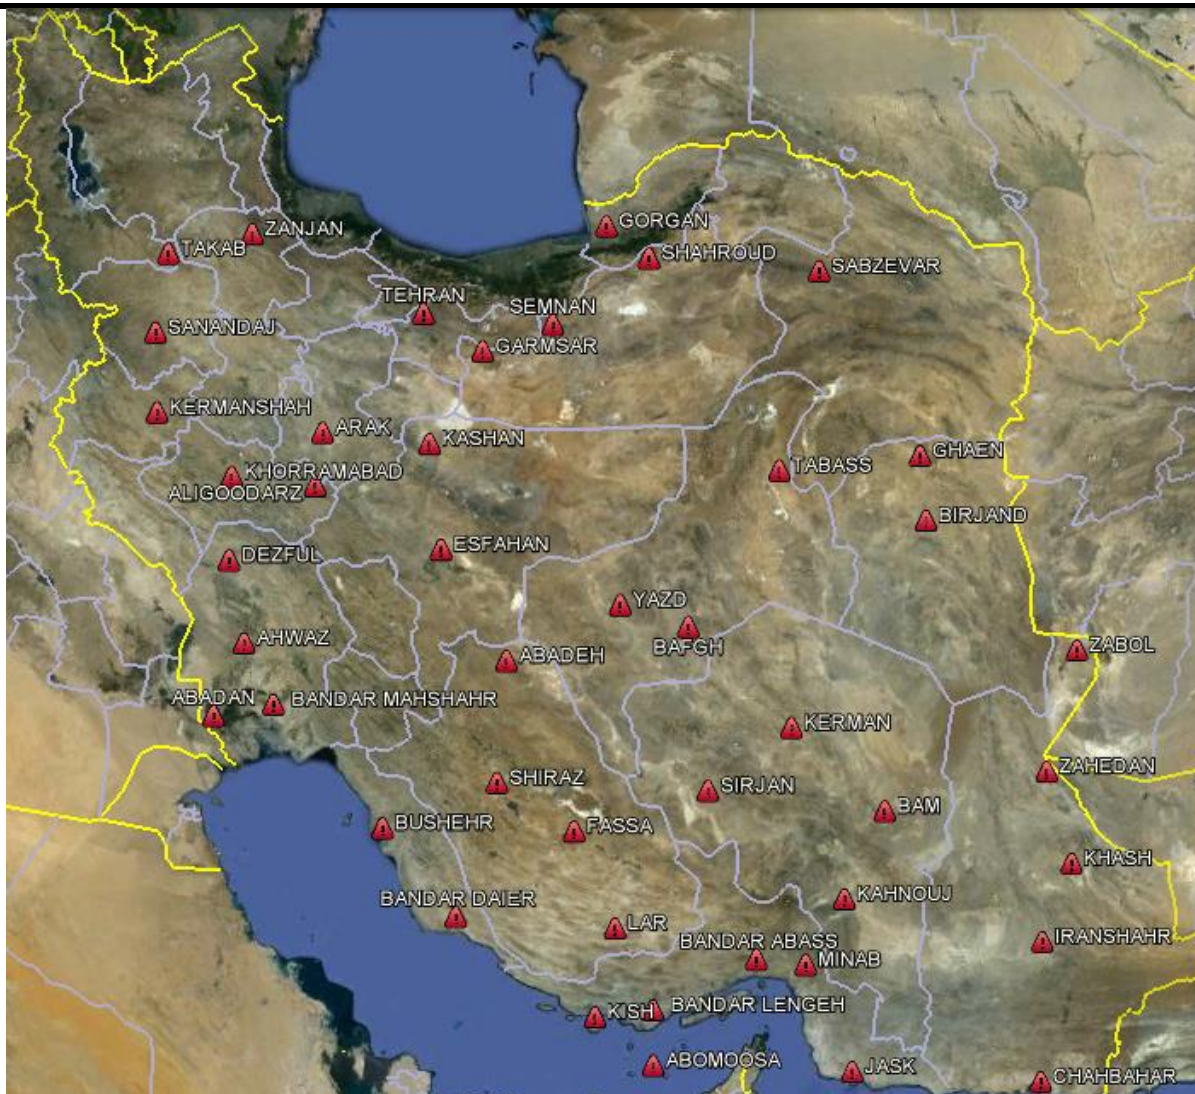 GORGAN
ZANJAN
TAKAB
SHAHROUD
SABZEVAR
TEHRAN
SEMNAN
SANANDAJ
GARMSAR
KERMANSHAH
ARAK
KASHAN
GHAEN
KHORRAMABAD
TABASS
ALIGOODARZ
BIRJAND
ESFAHAN
DEZFUL
YAZD
AHWAZ
BAFGH
ZABOL
ABADEH
ABADAN
BANDAR MAHSHAHR
KERMAN
ZAHEDAN
SHIRAZ
SIRJAN
BAM
BUSHEHR
FASSA
KHASH
KAHNOUJ
BANDAR DAIER
LAR
IRANSHAHR
BANDAR ABASS
MINAB
BANDAR LENGEH
KISH
ABOMOOSA
JASK
CHAHBAHAR